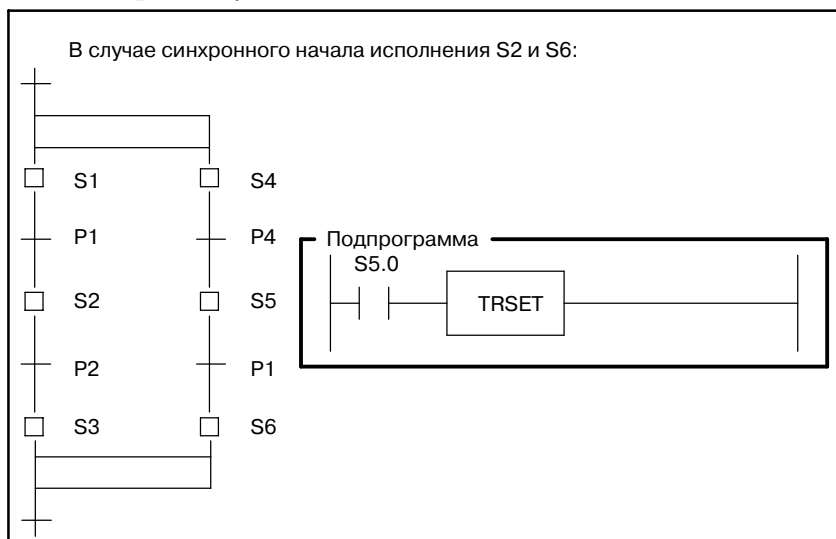 В случае синхронного начала исполнения S2 и S6:
S1 S4
P1 P4
Подпрограмма
S5.0
TRSET
S2 S5
P2 P1
S3 S6